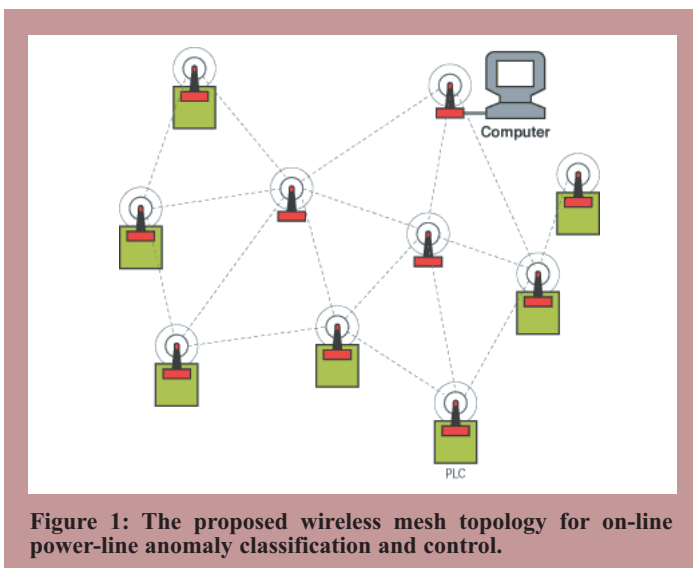 Computer
PLC
Figure 1: The proposed wireless mesh topology for on-line
power-line anomaly classification and control.